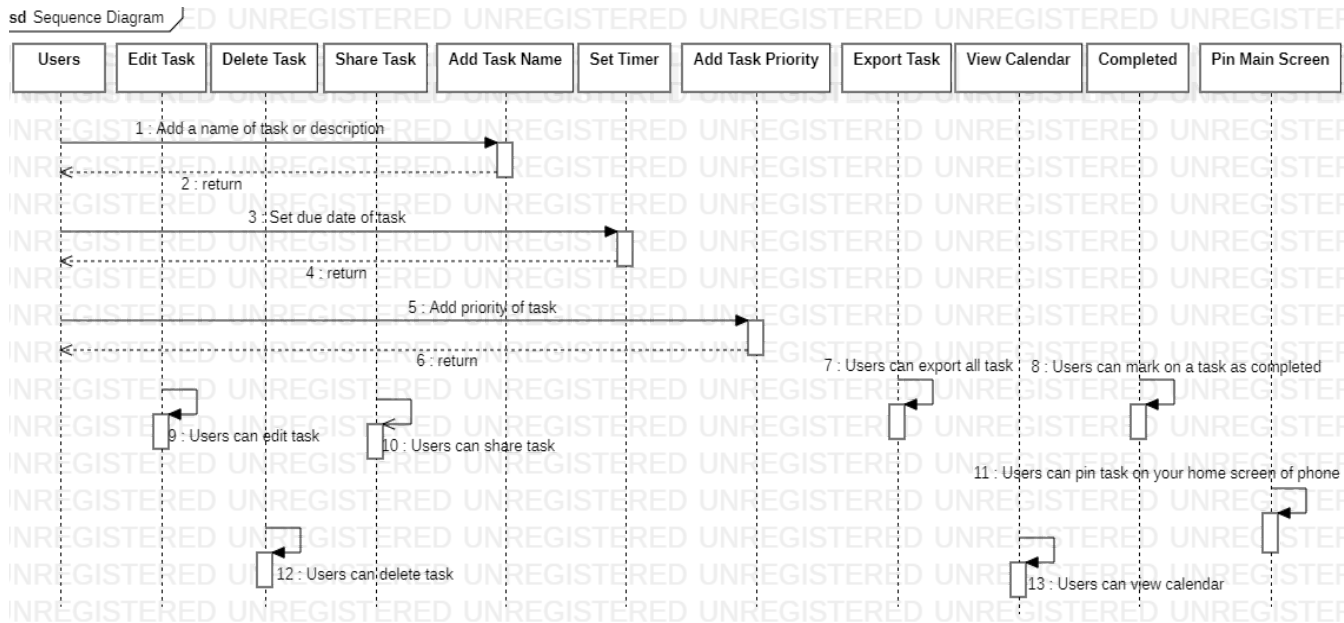 sd Sequence Diagram
Users
Edit Task
Delete Task
Share Task
Add Task Name
Set Timer
Add Task Priority
Export Task
View Calendar
Completed
Pin Main Screen
1 : Add a name of task or description
2 : return
3 : Set due date of task
4 : return
5 : Add priority of task
6 : return
7 : Users can export all task
8 : Users can mark on a task as completed
9 : Users can edit task
10 : Users can share task
11 : Users can pin task on your home screen of phone
12 : Users can delete task
13 : Users can view calendar
UNREGISTERED UNREGISTERED UNREGISTERED UNREGISTERED